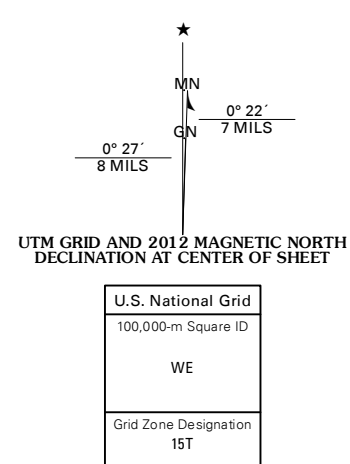 ★
MN
0° 22´
7 MILS
GN
0° 27´
8 MILS
UTM GRID AND 2012 MAGNETIC NORTH
DECLINATION AT CENTER OF SHEET
U.S. National Grid
100,000-m Square ID
WE
Grid Zone Designation
15T